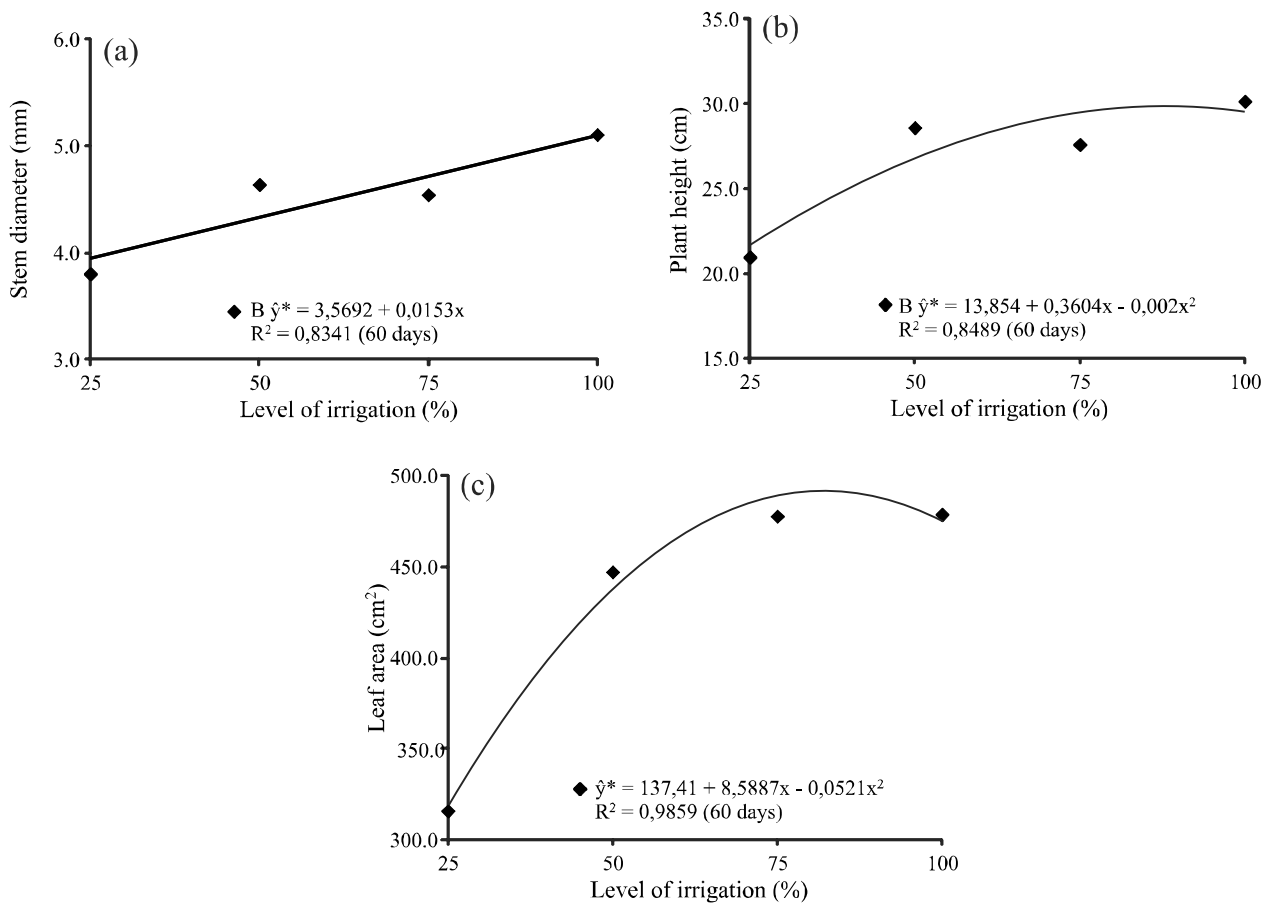 (a)
6.0
5.0
4.0
3.0
Stem diameter (mm)
B ŷ* = 3,5692 + 0,0153x
R² = 0,8341 (60 days)
25 50 75 100
Level of irrigation (%)
(b)
35.0
30.0
25.0
20.0
15.0
Plant height (cm)
B ŷ* = 13,854 + 0,3604x - 0,002x²
R² = 0,8489 (60 days)
25 50 75 100
Level of irrigation (%)
(c)
500.0
450.0
400.0
350.0
300.0
Leaf area (cm²)
ŷ* = 137,41 + 8,5887x - 0,0521x²
R² = 0,9859 (60 days)
25 50 75 100
Level of irrigation (%)